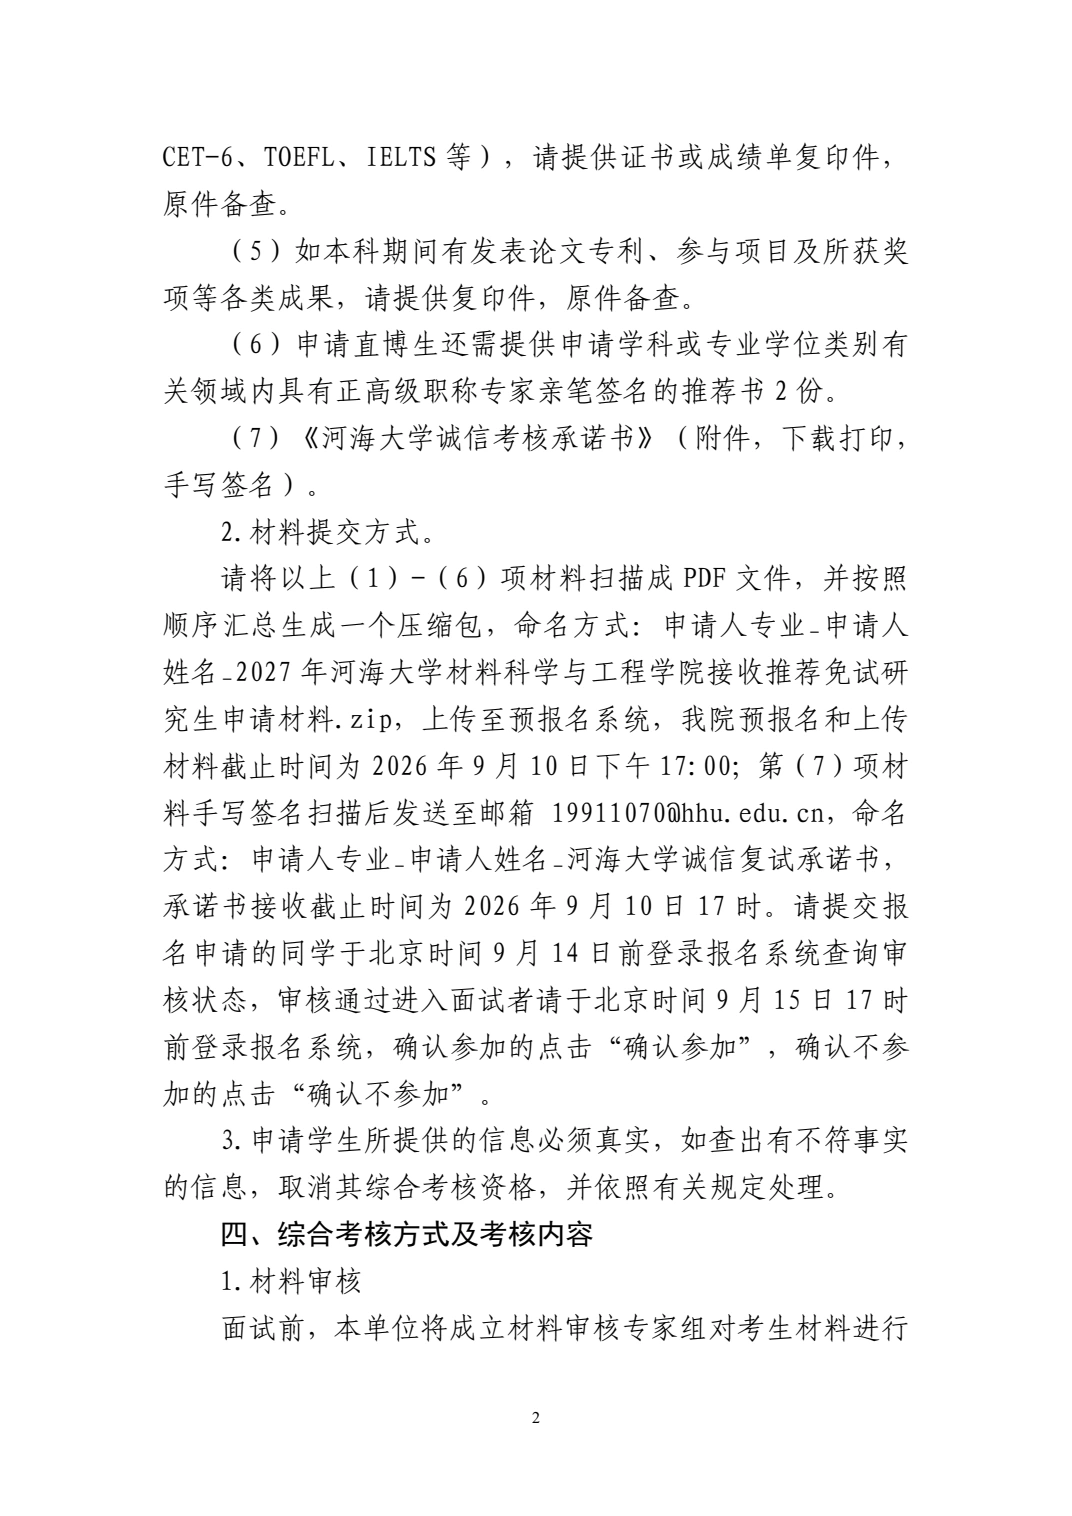 CET-6、TOEFL、IELTS 等），请提供证书或成绩单复印件，
原件备查。
（5）如本科期间有发表论文专利、参与项目及所获奖
项等各类成果，请提供复印件，原件备查。
（6）申请直博生还需提供申请学科或专业学位类别有
关领域内具有正高级职称专家亲笔签名的推荐书 2 份。
（7）《河海大学诚信考核承诺书》（附件，下载打印，
手写签名）。
2.材料提交方式。
请将以上（1）-（6）项材料扫描成 PDF 文件，并按照
顺序汇总生成一个压缩包，命名方式：申请人专业_申请人
姓名_2027 年河海大学材料科学与工程学院接收推荐免试研
究生申请材料.zip，上传至预报名系统，我院预报名和上传
材料截止时间为 2026 年 9 月 10 日下午 17:00；第（7）项材
料手写签名扫描后发送至邮箱 19911070@hhu.edu.cn，命名
方式：申请人专业_申请人姓名_河海大学诚信复试承诺书，
承诺书接收截止时间为 2026 年 9 月 10 日 17 时。请提交报
名申请的同学于北京时间 9 月 14 日前登录报名系统查询审
核状态，审核通过进入面试者请于北京时间 9 月 15 日 17 时
前登录报名系统，确认参加的点击“确认参加”，确认不参
加的点击“确认不参加”。
3.申请学生所提供的信息必须真实，如查出有不符事实
的信息，取消其综合考核资格，并依照有关规定处理。
四、综合考核方式及考核内容
1.材料审核
面试前，本单位将成立材料审核专家组对考生材料进行
2